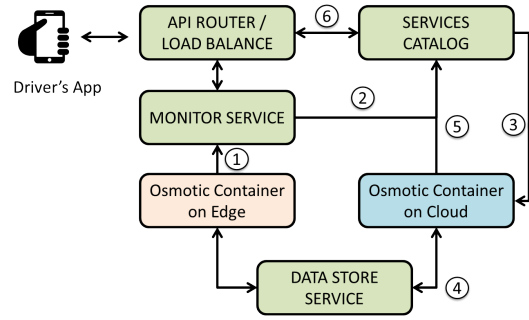 API ROUTER /
LOAD BALANCE
6
SERVICES
CATALOG
Driver's App
MONITOR SERVICE
2
3
5
1
Osmotic Container
on Edge
Osmotic Container
on Cloud
DATA STORE
SERVICE
4